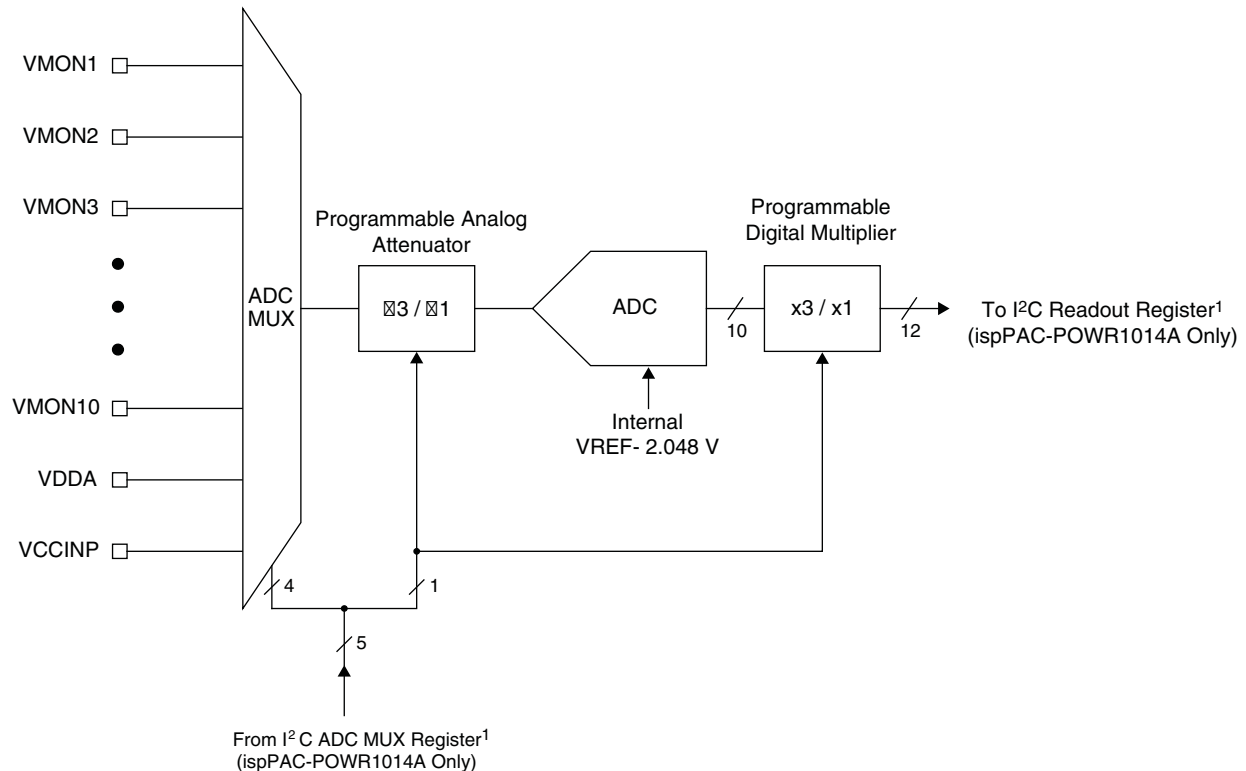 VMON1
VMON2
VMON3
VMON10
VDDA
VCCINP
ADC
MUX
Programmable Analog
Attenuator
3 / 1
ADC
Internal
VREF- 2.048 V
10
Programmable
Digital Multiplier
x3 / x1
12
To I²C Readout Register¹
(ispPAC-POWR1014A Only)
4
1
5
From I² C ADC MUX Register¹
(ispPAC-POWR1014A Only)